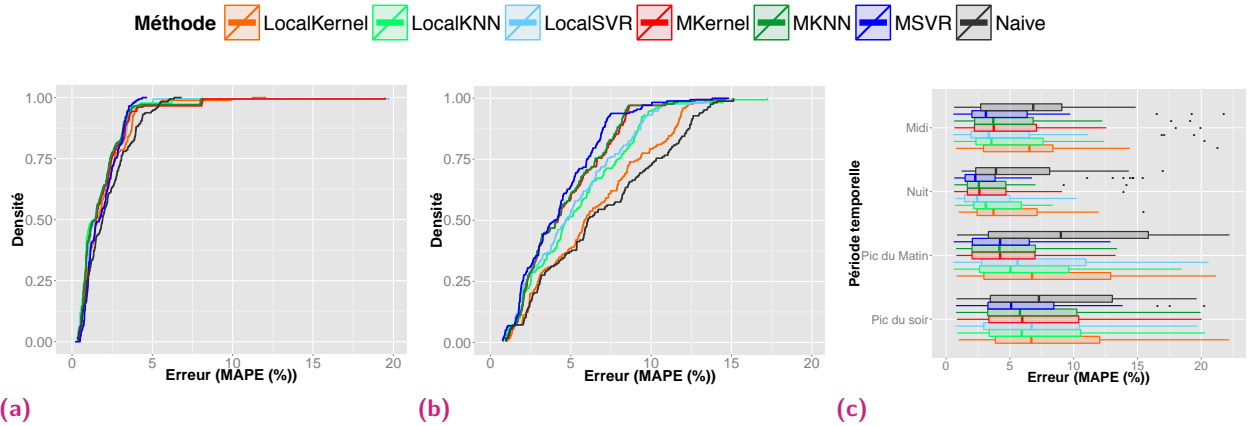 Méthode LocalKernel LocalKNN LocalSVR MKernel MKNN MSVR Naive
Densité
1.00
0.75
0.50
0.25
0.00
0 5 10 15 20
Erreur (MAPE (%))
(a)
Densité
1.00
0.75
0.50
0.25
0.00
0 5 10 15 20
Erreur (MAPE (%))
(b)
Période temporelle
Midi
Nuit
Pic du Matin
Pic du soir
0 5 10 15 20
Erreur (MAPE (%))
(c)